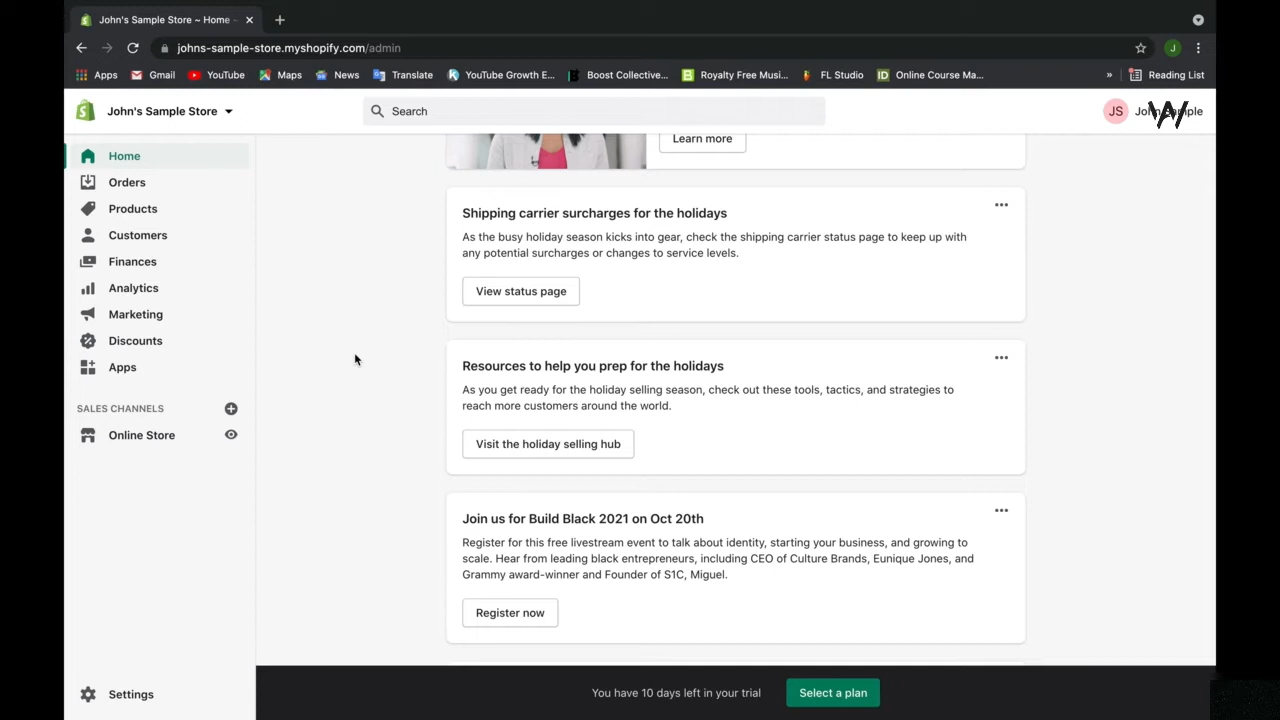 John's Sample Store ~ Home
johns-sample-store.myshopify.com/admin
J
Apps
Gmail
YouTube
Maps
News
Translate
YouTube Growth E...
Boost Collective...
Royalty Free Musi...
FL Studio
Online Course Ma...
»
Reading List
John's Sample Store
Search
JS
John Sample
Home
Orders
Products
Customers
Finances
Analytics
Marketing
Discounts
Apps
SALES CHANNELS
Online Store
Settings
Learn more
Shipping carrier surcharges for the holidays
As the busy holiday season kicks into gear, check the shipping carrier status page to keep up with
any potential surcharges or changes to service levels.
View status page
Resources to help you prep for the holidays
As you get ready for the holiday selling season, check out these tools, tactics, and strategies to
reach more customers around the world.
Visit the holiday selling hub
Join us for Build Black 2021 on Oct 20th
Register for this free livestream event to talk about identity, starting your business, and growing to
scale. Hear from leading black entrepreneurs, including CEO of Culture Brands, Eunique Jones, and
Grammy award-winner and Founder of S1C, Miguel.
Register now
You have 10 days left in your trial
Select a plan